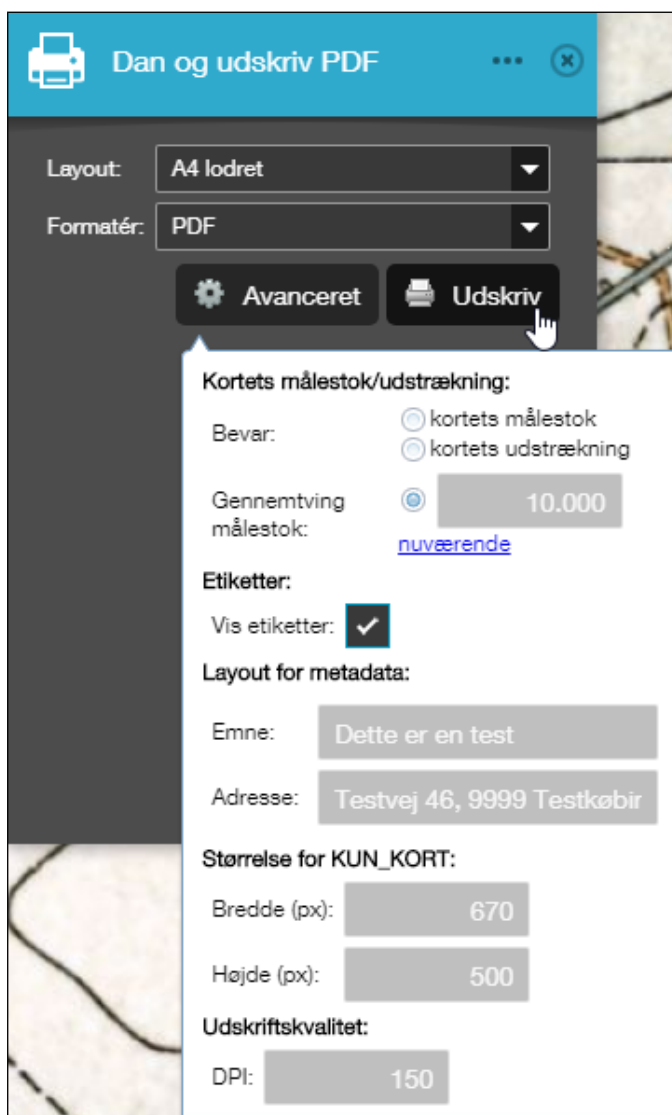 Dan og udskriv PDF
Layout: A4 lodret
Formatér: PDF
Avanceret Udskriv
Kortets målestok/udstrækning:
Bevar: kortets målestok
kortets udstrækning
Gennemtving målestok: 10.000
nuværende
Etiketter:
Vis etiketter:
Layout for metadata:
Emne: Dette er en test
Adresse: Testvej 46, 9999 Testkøbir
Størrelse for KUN_KORT:
Bredde (px): 670
Højde (px): 500
Udskriftskvalitet:
DPI: 150